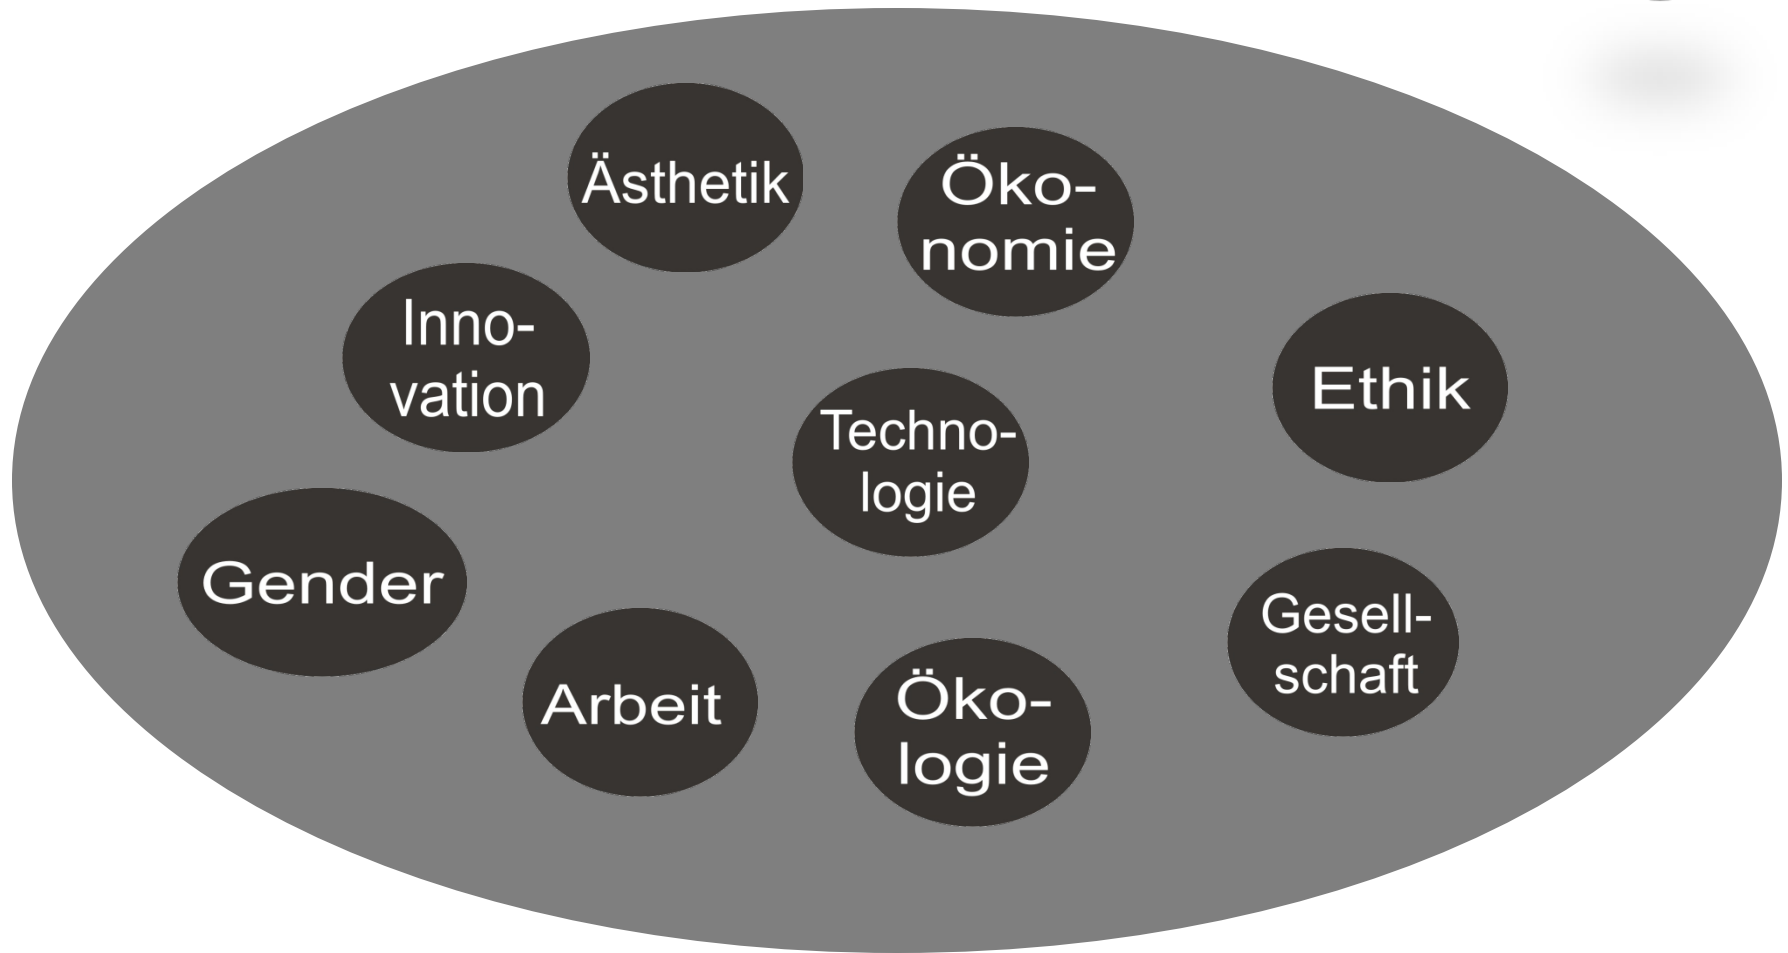 Ästhetik
Öko-
nomie
Inno-
vation
Ethik
Techno-
logie
Gender
Gesell-
schaft
Arbeit
Öko-
logie